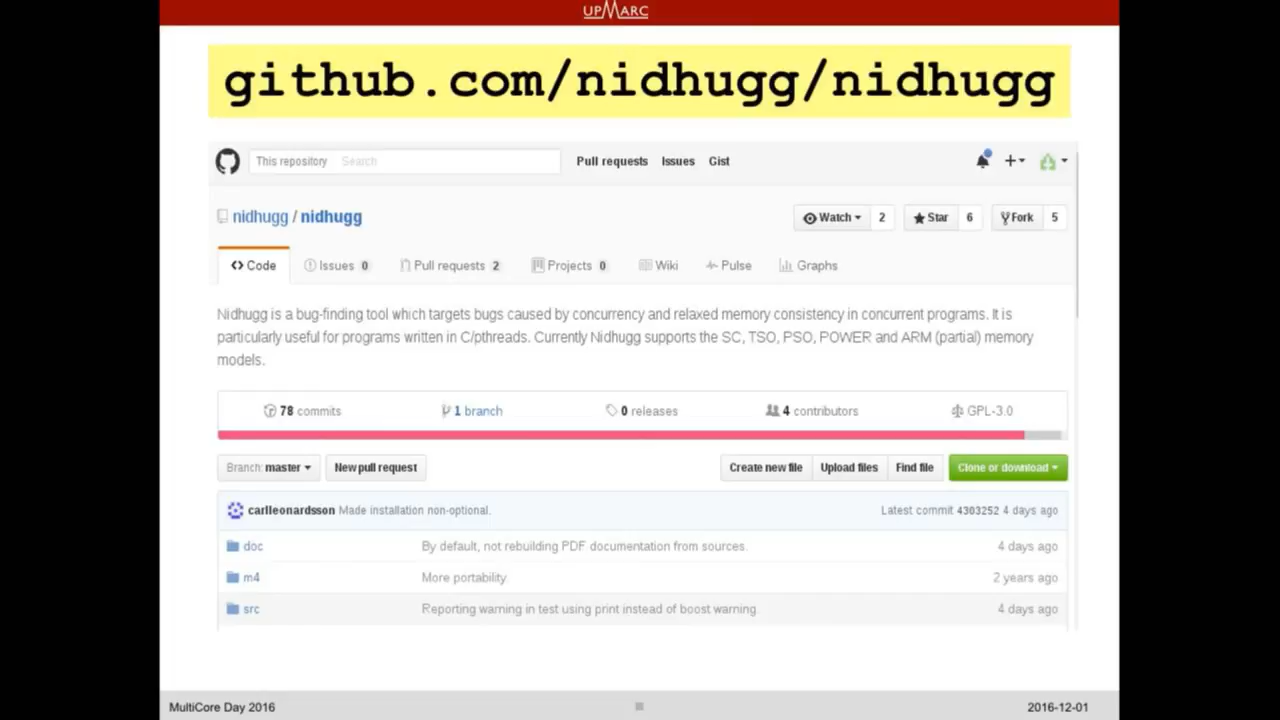 UPMARC
github.com/nidhugg/nidhugg
This repository Search Pull requests Issues Gist
nidhugg / nidhugg Watch 2 Star 6 Fork 5
Code Issues 0 Pull requests 2 Projects 0 Wiki Pulse Graphs
Nidhugg is a bug-finding tool which targets bugs caused by concurrency and relaxed memory consistency in concurrent programs. It is
particularly useful for programs written in C/pthreads. Currently Nidhugg supports the SC, TSO, PSO, POWER and ARM (partial) memory
models.
78 commits 1 branch 0 releases 4 contributors GPL-3.0
Branch: master New pull request Create new file Upload files Find file Clone or download
carlleonardsson Made installation non-optional. Latest commit 4303252 4 days ago
doc By default, not rebuilding PDF documentation from sources. 4 days ago
m4 More portability 2 years ago
src Reporting warning in test using print instead of boost warning 4 days ago
MultiCore Day 2016 2016-12-01